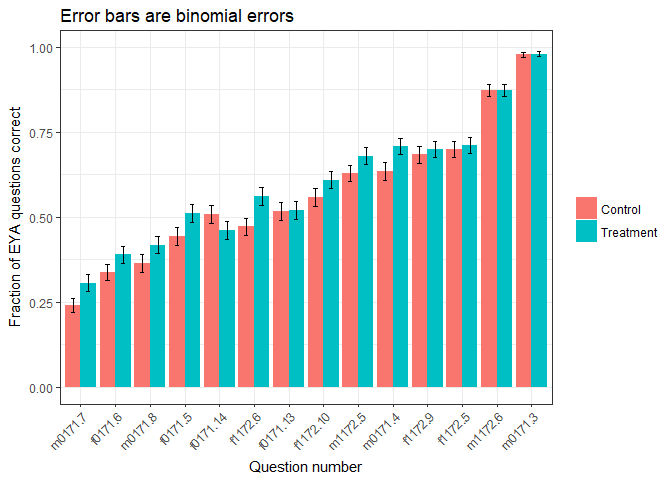 Error bars are binomial errors
Fraction of EYA questions correct
1.00
0.75
0.50
0.25
0.00
m0171.7
f0171.6
m0171.8
f0171.5
f0171.14
f1172.6
f0171.13
f1172.10
m1172.5
m0171.4
f1172.9
f1172.5
m1172.6
m0171.3
Question number
Control
Treatment